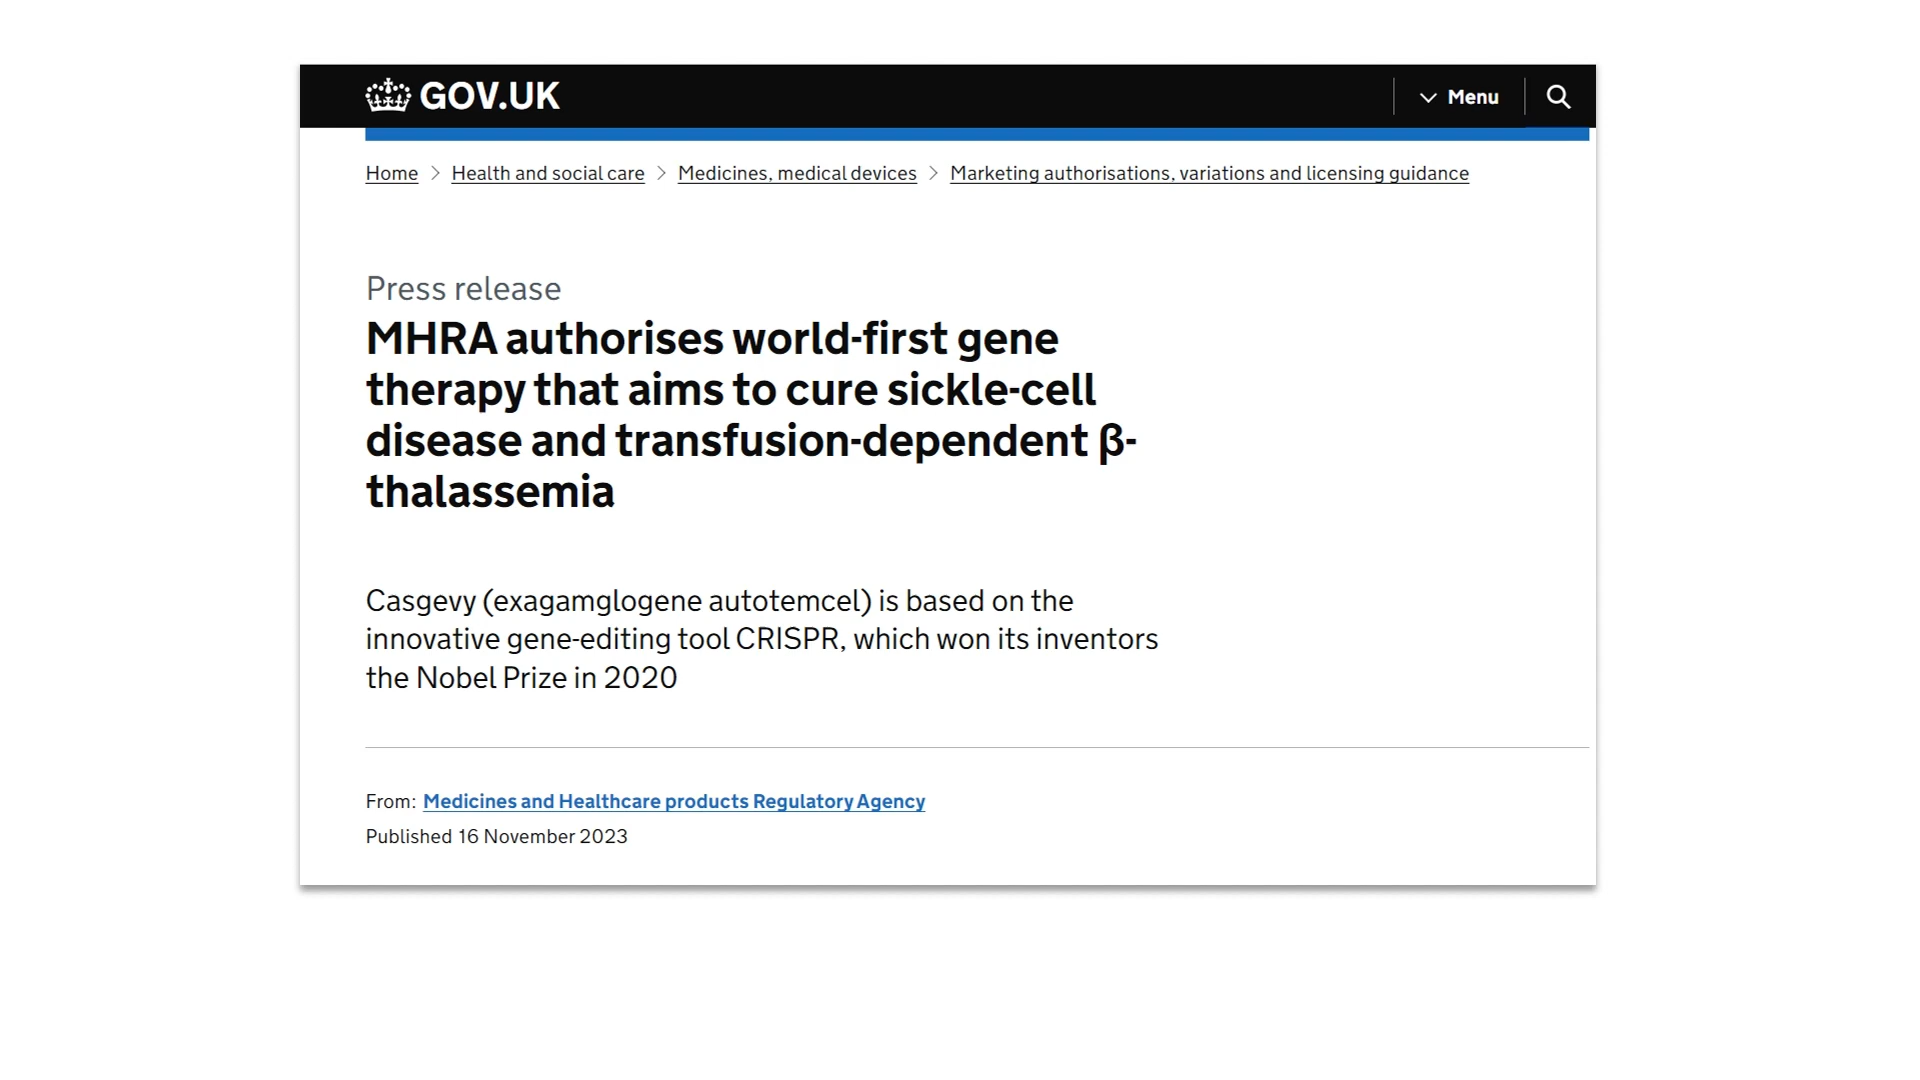 GOV.UK
Menu
Home > Health and social care > Medicines, medical devices > Marketing authorisations, variations and licensing guidance
Press release
MHRA authorises world-first gene
therapy that aims to cure sickle-cell
disease and transfusion-dependent β-
thalassemia
Casgevy (exagamglogene autotemcel) is based on the
innovative gene-editing tool CRISPR, which won its inventors
the Nobel Prize in 2020
From: Medicines and Healthcare products Regulatory Agency
Published 16 November 2023